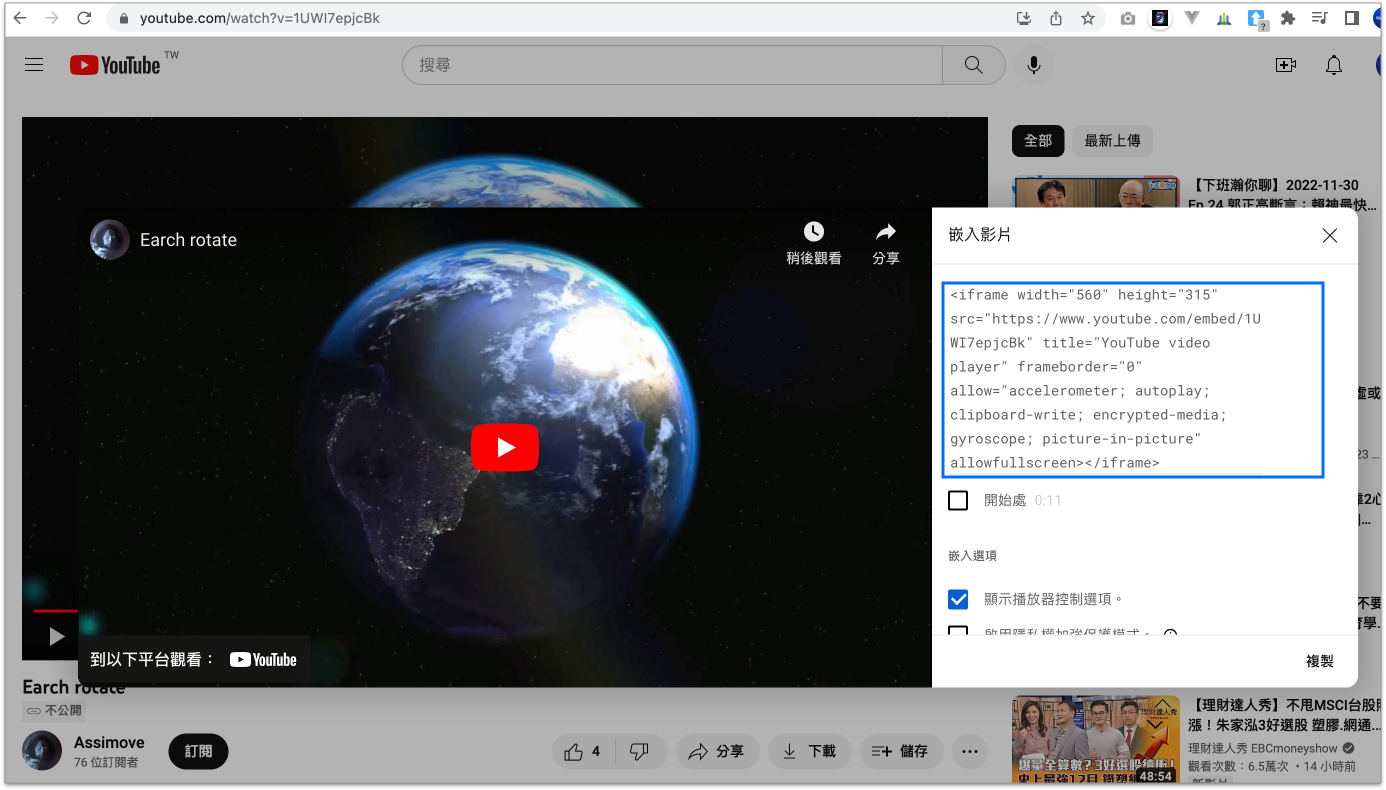 youtube.com/watch?v=1UWI7epjcBk
YouTube TW
搜尋
全部
最新上傳
【下班瀚你聊】2022-11-30
Ep.24 郭正亮斷言：賴神最快...
Earch rotate
稍後觀看
分享
嵌入影片
<iframe width="560" height="315"
src="https://www.youtube.com/embed/1U
WI7epjcBk" title="YouTube video
player" frameborder="0"
allow="accelerometer; autoplay;
clipboard-write; encrypted-media;
gyroscope; picture-in-picture"
allowfullscreen></iframe>
開始處 0:11
嵌入選項
顯示播放器控制選項。
啟用隱私權加強保護模式。
複製
到以下平台觀看： YouTube
Earch rotate
不公開
Assimove
76 位訂閱者
訂閱
4
分享
下載
儲存
【理財達人秀】不甩MSCI台股
漲！朱家泓3好選股 塑膠.網通...
理財達人秀 EBCmoneyshow
觀看次數：6.5萬次 ・14 小時前
48:54